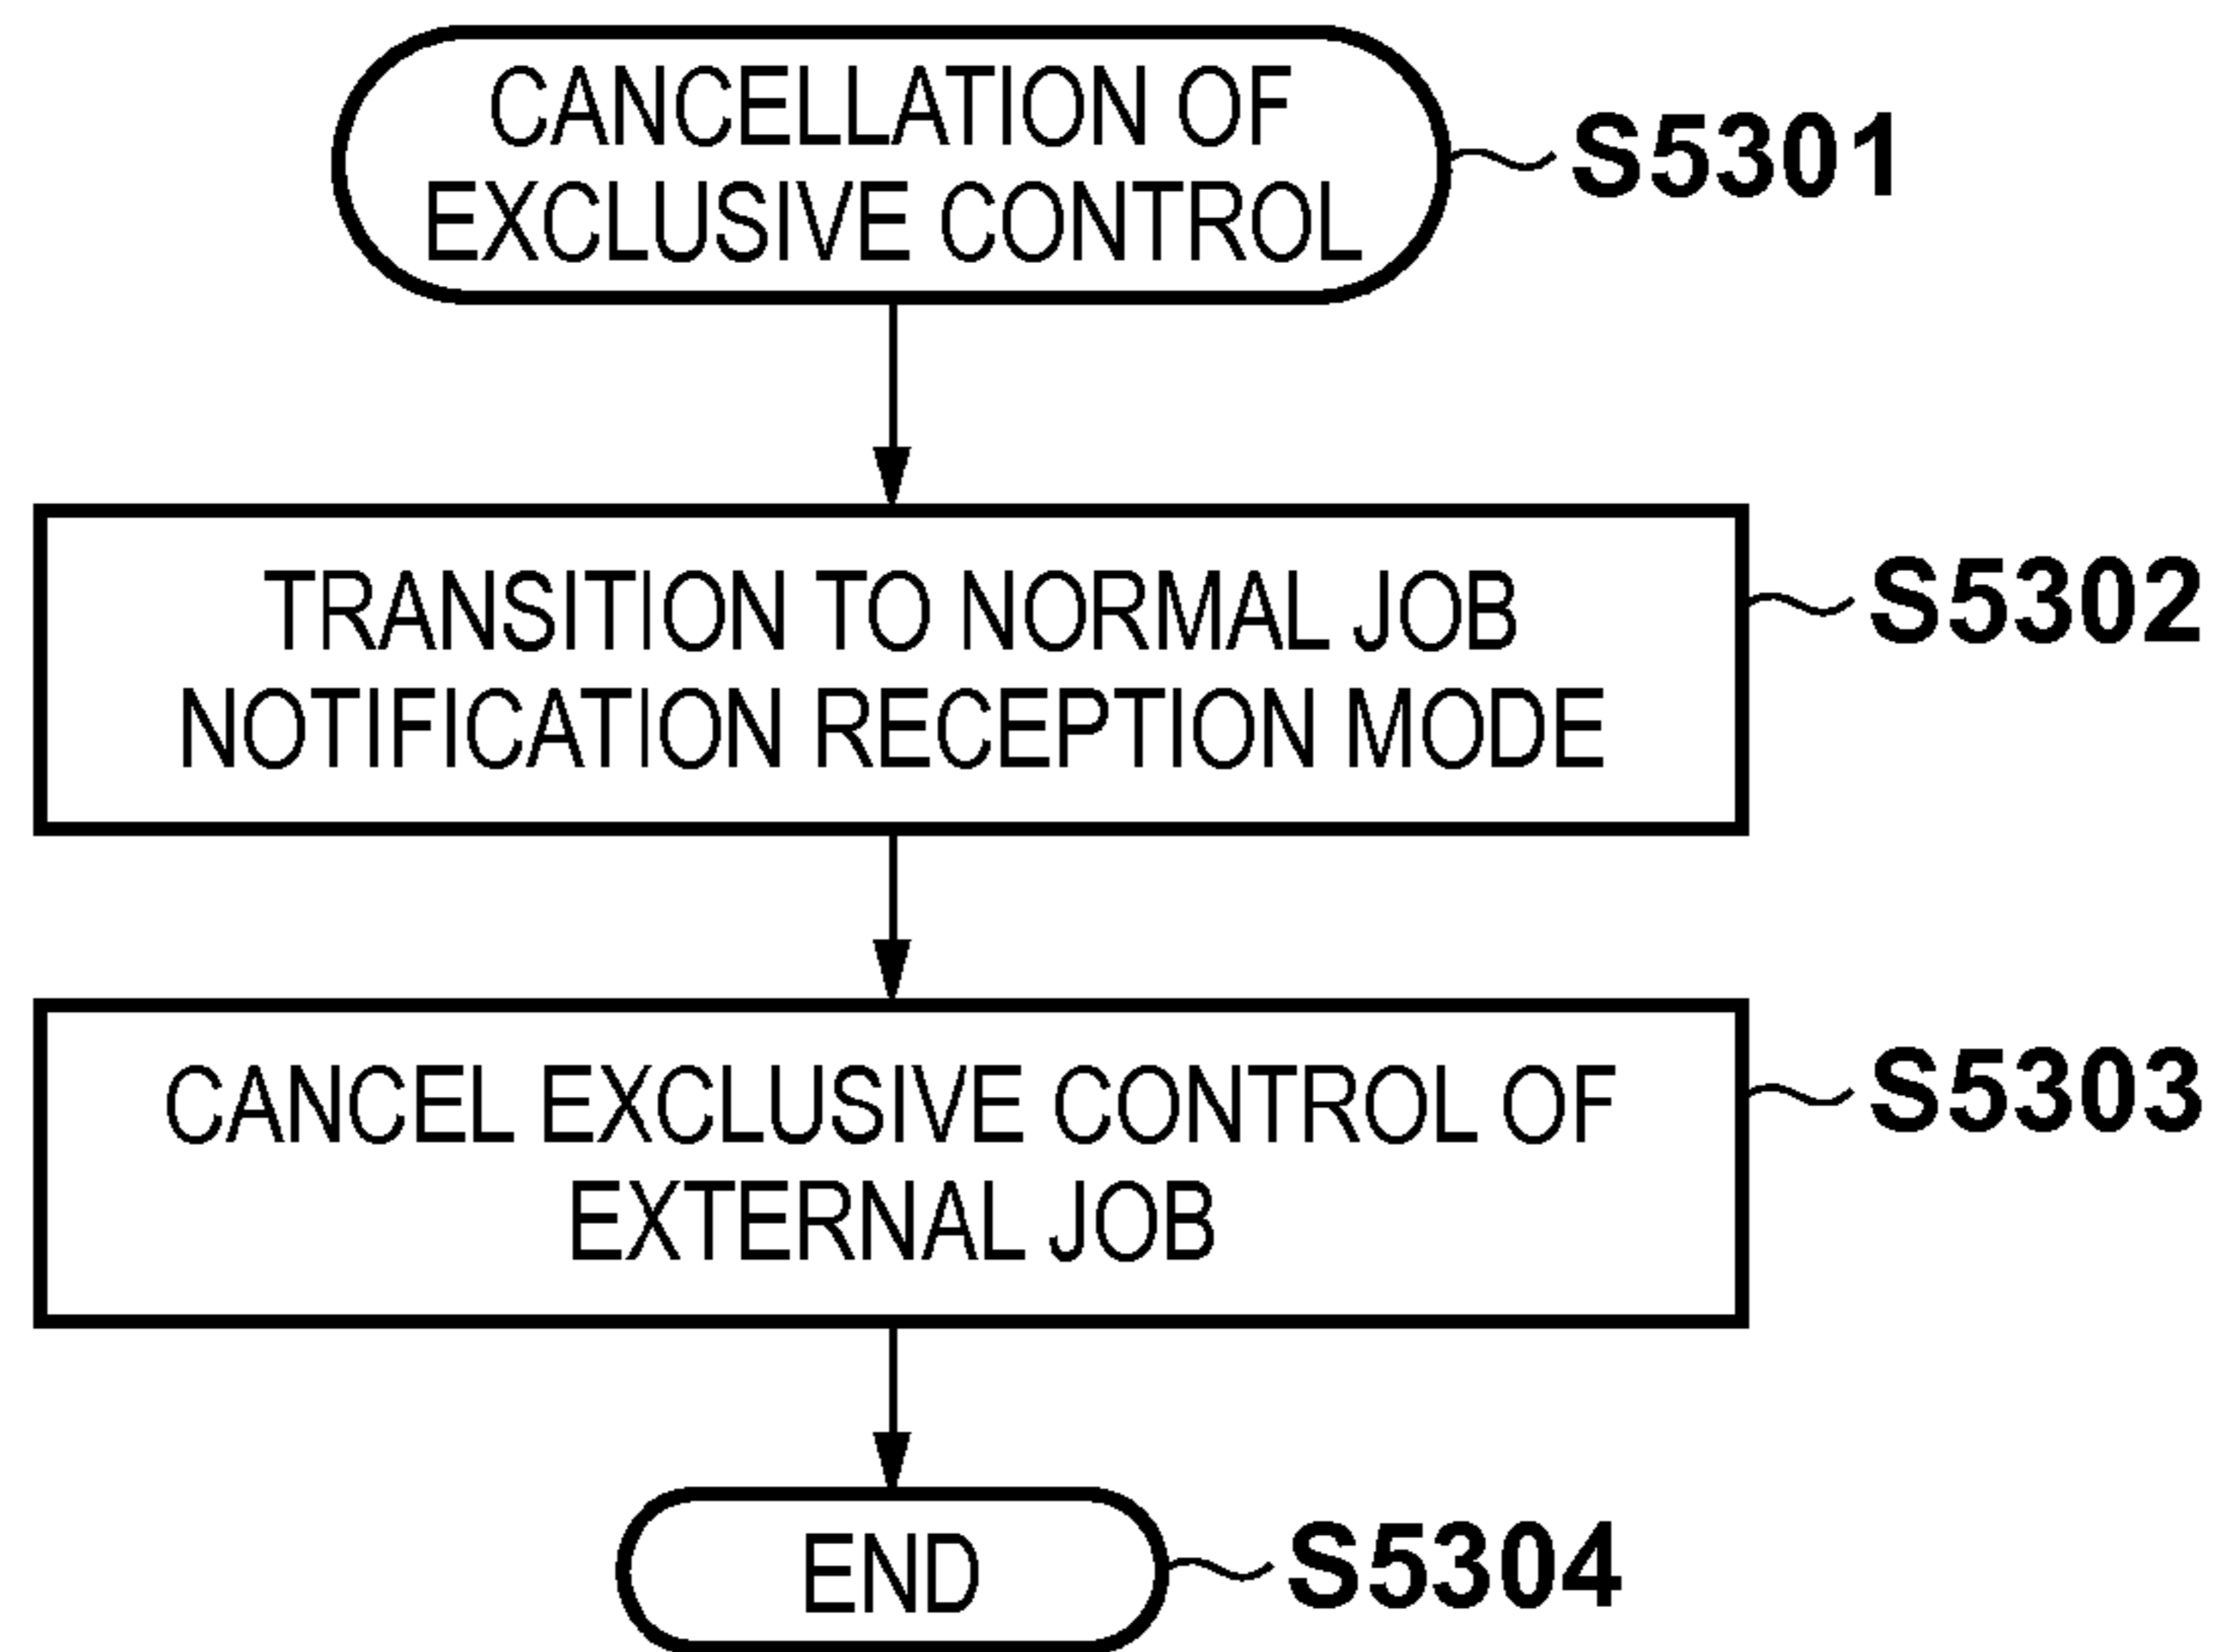 CANCELLATION OF
EXCLUSIVE CONTROL
S5301
TRANSITION TO NORMAL JOB
NOTIFICATION RECEPTION MODE
S5302
CANCEL EXCLUSIVE CONTROL OF
EXTERNAL JOB
S5303
END
S5304